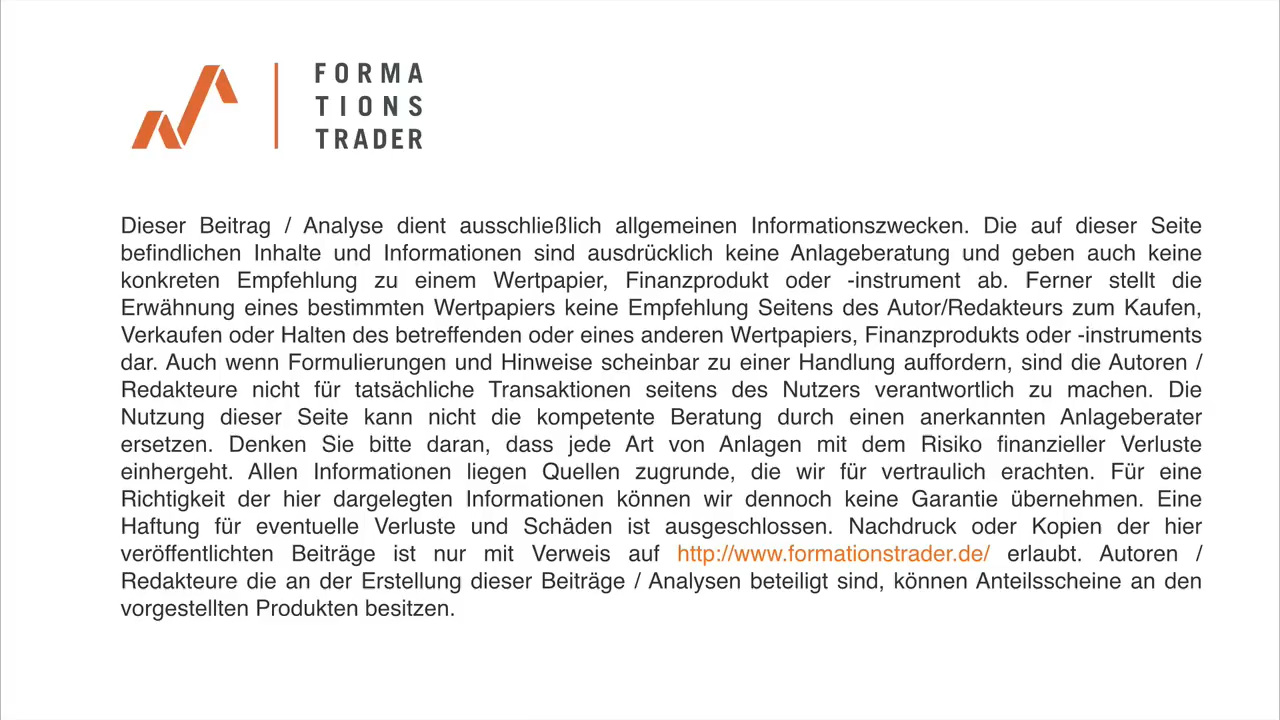 FORMA
TIONS
TRADER
Dieser Beitrag / Analyse dient ausschließlich allgemeinen Informationszwecken. Die auf dieser Seite
befindlichen Inhalte und Informationen sind ausdrücklich keine Anlageberatung und geben auch keine
konkreten Empfehlung zu einem Wertpapier, Finanzprodukt oder -instrument ab. Ferner stellt die
Erwähnung eines bestimmten Wertpapiers keine Empfehlung Seitens des Autor/Redakteurs zum Kaufen,
Verkaufen oder Halten des betreffenden oder eines anderen Wertpapiers, Finanzprodukts oder -instruments
dar. Auch wenn Formulierungen und Hinweise scheinbar zu einer Handlung auffordern, sind die Autoren /
Redakteure nicht für tatsächliche Transaktionen seitens des Nutzers verantwortlich zu machen. Die
Nutzung dieser Seite kann nicht die kompetente Beratung durch einen anerkannten Anlageberater
ersetzen. Denken Sie bitte daran, dass jede Art von Anlagen mit dem Risiko finanzieller Verluste
einhergeht. Allen Informationen liegen Quellen zugrunde, die wir für vertraulich erachten. Für eine
Richtigkeit der hier dargelegten Informationen können wir dennoch keine Garantie übernehmen. Eine
Haftung für eventuelle Verluste und Schäden ist ausgeschlossen. Nachdruck oder Kopien der hier
veröffentlichten Beiträge ist nur mit Verweis auf http://www.formationstrader.de/ erlaubt. Autoren /
Redakteure die an der Erstellung dieser Beiträge / Analysen beteiligt sind, können Anteilsscheine an den
vorgestellten Produkten besitzen.